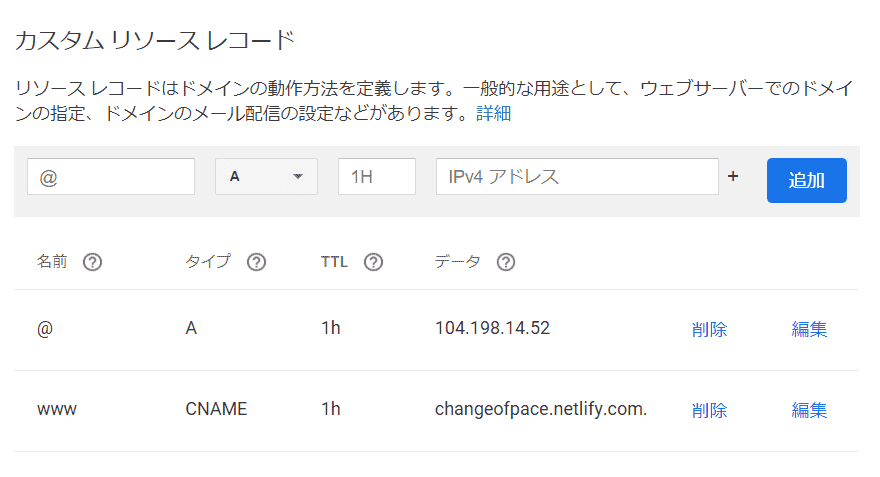 カスタム リソース レコード
リソース レコードはドメインの動作方法を定義します。一般的な用途として、ウェブサーバーでのドメイ
ンの指定、ドメインのメール配信の設定などがあります。詳細
@ A 1H IPv4 アドレス + 追加
名前 ? タイプ ? TTL ? データ ?
@ A 1h 104.198.14.52 削除 編集
www CNAME 1h changeofpace.netlify.com. 削除 編集